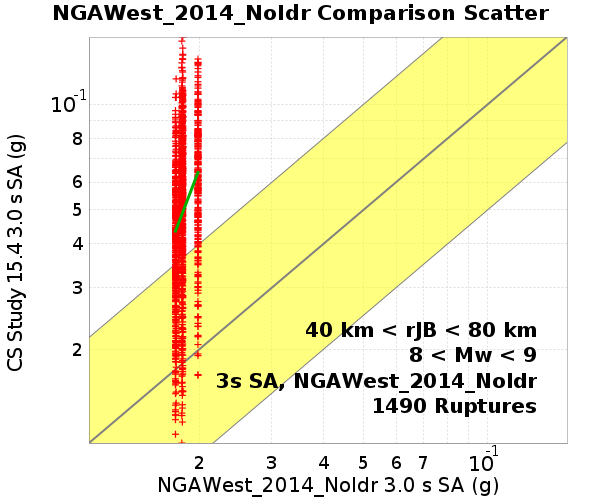 NGAWest_2014_NoIdr Comparison Scatter
CS Study 15.4 3.0 s SA (g)
10-1
8
6
5
4
3
2
40 km < rJB < 80 km
8 < Mw < 9
3s SA, NGAWest_2014_NoIdr
1490 Ruptures
2 3 4 5 6 7 10-1
NGAWest_2014_NoIdr 3.0 s SA (g)